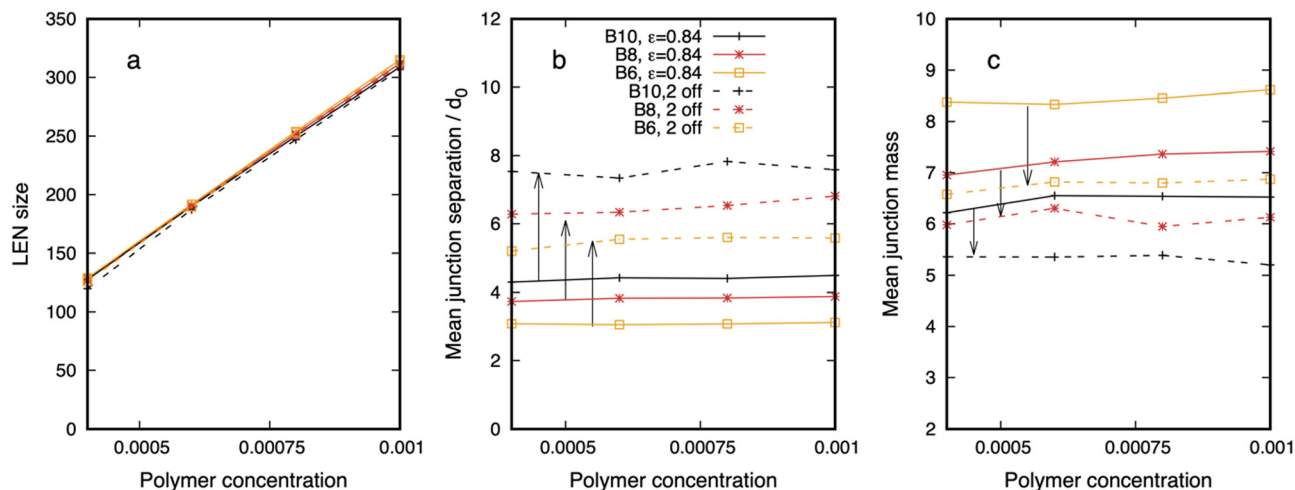 a
350
300
250
200
150
100
50
0
LEN size
0.0005
0.00075
0.001
Polymer concentration
b
12
10
8
6
4
2
0
Mean junction separation / d0
B10, ε=0.84
B8, ε=0.84
B6, ε=0.84
B10,2 off
B8, 2 off
B6, 2 off
0.0005
0.00075
0.001
Polymer concentration
c
10
9
8
7
6
5
4
3
2
Mean junction mass
0.0005
0.00075
0.001
Polymer concentration